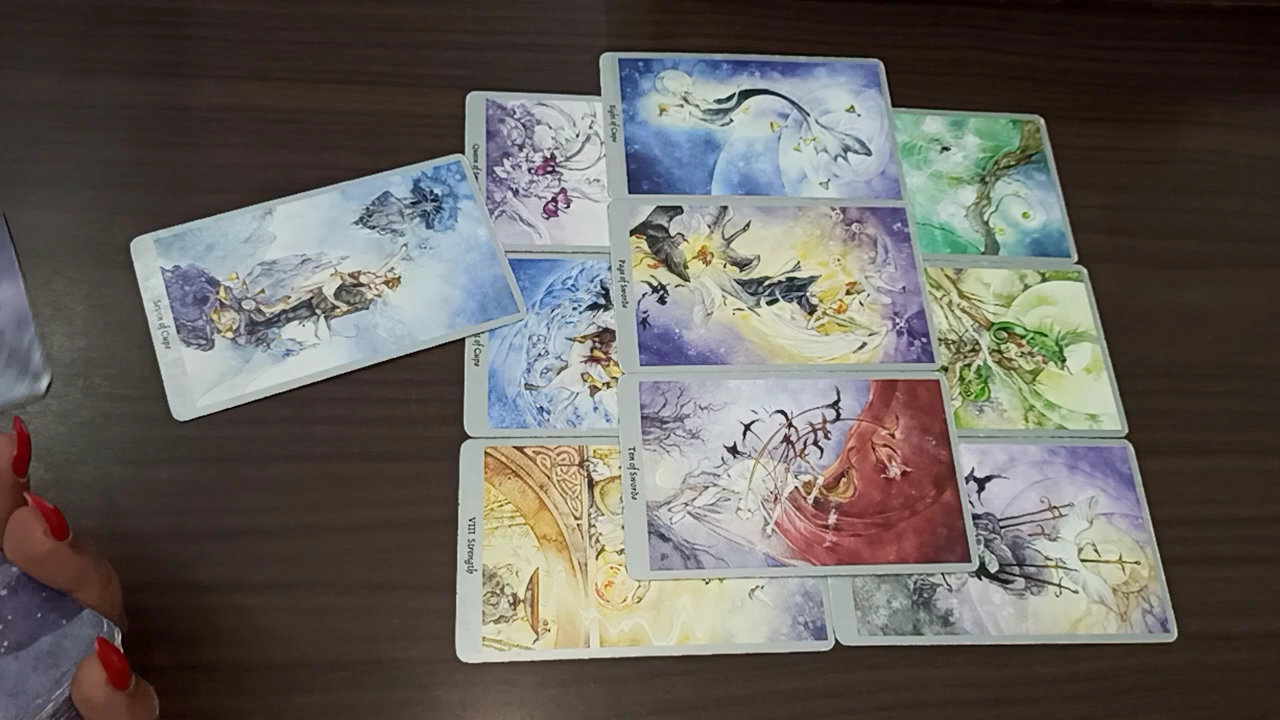 Eight of Cups
Queen of
Page of Swords
Seven of Cups
of Cups
Ten of Swords
VIII Strength